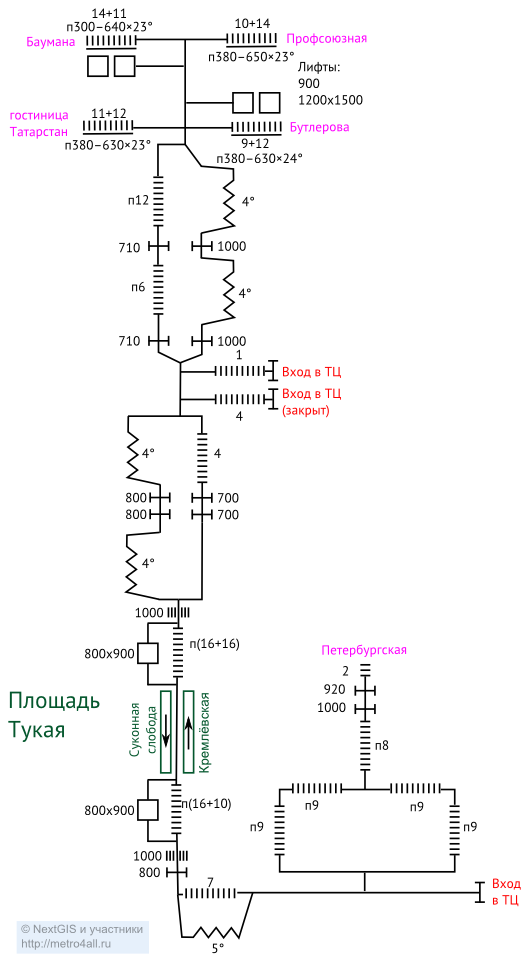 14+11
п300–640×23°
10+14
Баумана
Профсоюзная
п380–650×23°
Лифты:
900
1200х1500
гостиница
Татарстан
11+12
Бутлерова
п380–630×23°
9+12
п380–630×24°
п12
4°
710
1000
п6
4°
710
1000
1
Вход в ТЦ
Вход в ТЦ
(закрыт)
4
4°
4
800
700
800
700
4°
1000
п(16+16)
800х900
Петербургская
2
920
1000
Площадь
Тукая
Суконная
слобода
Кремлёвская
п8
800х900
п(16+10)
п9
п9
п9
п9
1000
800
7
Вход
в ТЦ
5°
© NextGIS и участники
http://metro4all.ru